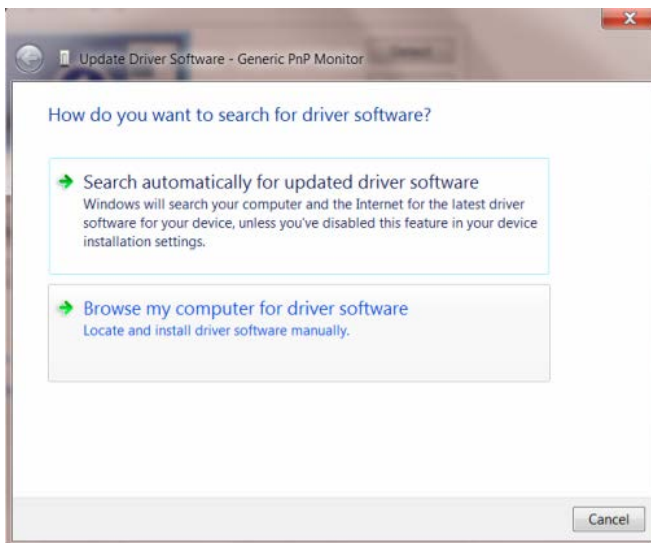 Update Driver Software - Generic PnP Monitor
How do you want to search for driver software?
Search automatically for updated driver software
Windows will search your computer and the Internet for the latest driver
software for your device, unless you've disabled this feature in your device
installation settings.
Browse my computer for driver software
Locate and install driver software manually.
Cancel